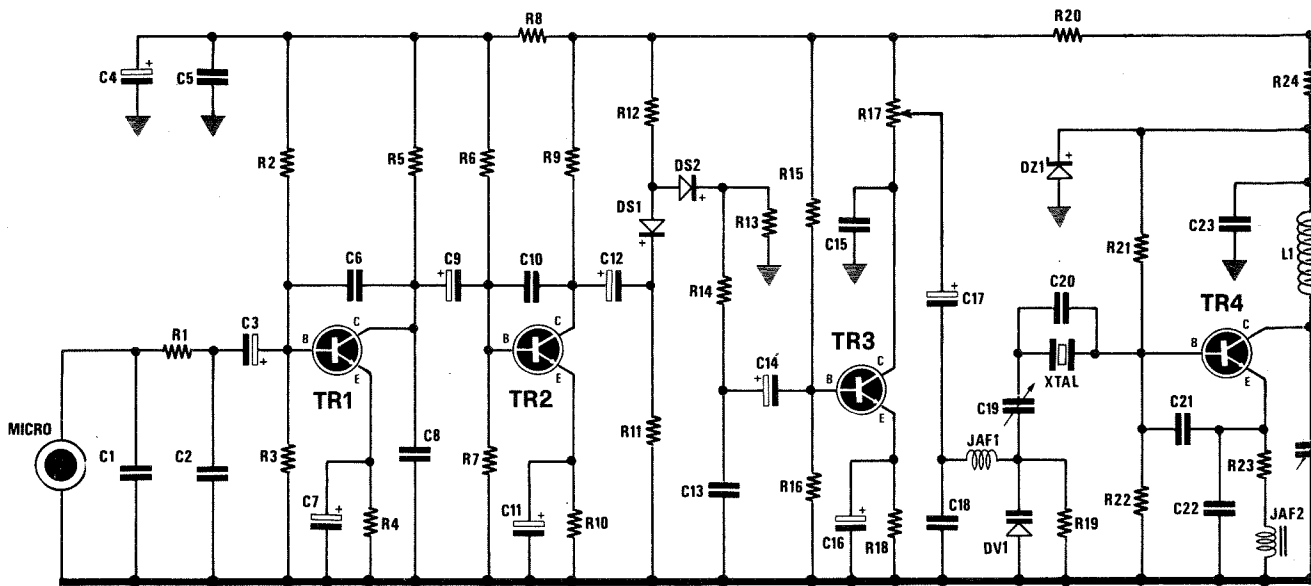 R8
R20
C4 +
C5
R24
R12
R17
R2
R5
R6
R9
DS2
+
R15
DZ1 +
DS1
+
R13
C15
C23
R21
L1
C6
C9
+
C10
C12
+
R14
+
C17
C20
TR4
R1
C3
+
B
C
E
TR1
B
C
E
TR2
C14
+
TR3
B
C
E
XTAL
B
C
E
C19
C21
MICRO
C1
C2
R3
C8
R7
R11
JAF1
R23
C7
+
R4
C11
+
R10
C13
R16
C16
+
R18
C18
DV1
R19
R22
C22
JAF2